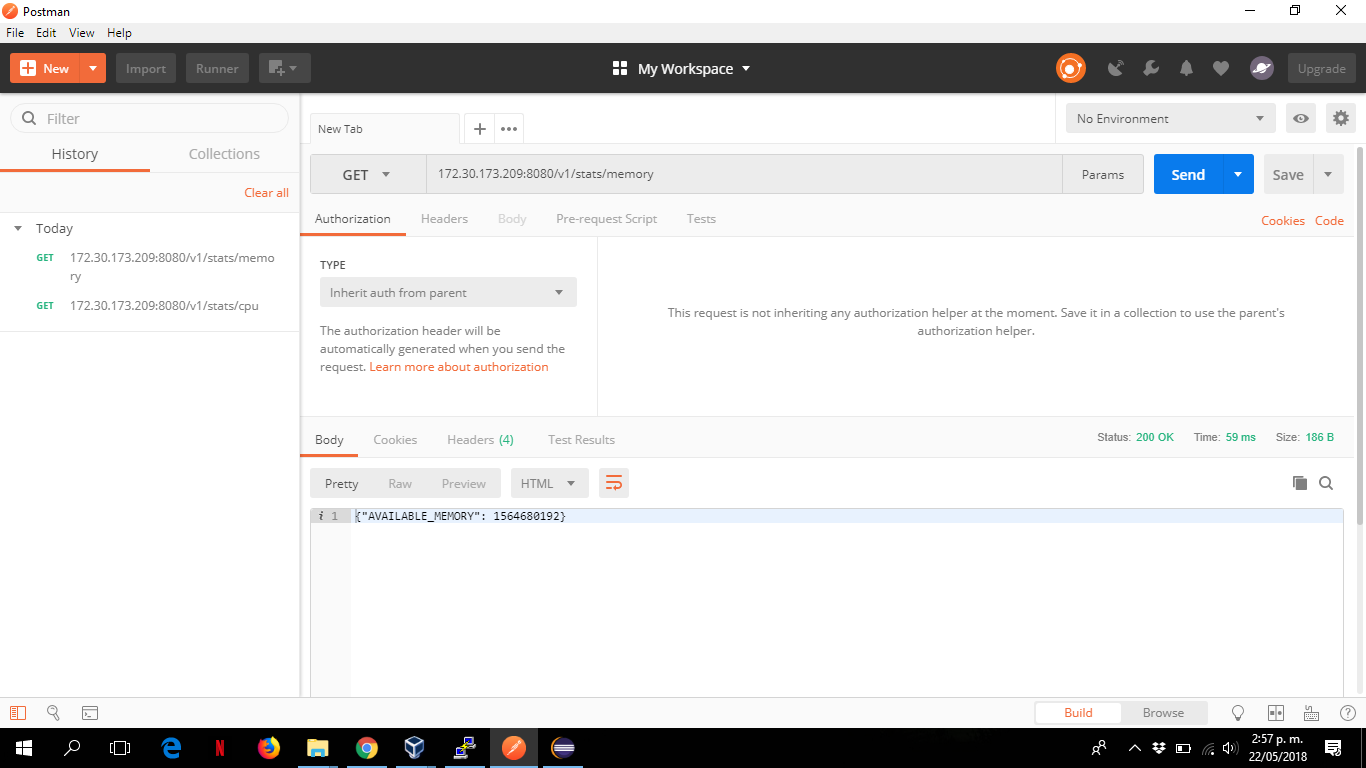 Postman
File Edit View Help
New Import Runner My Workspace Upgrade
Filter
History Collections
Clear all
Today
GET 172.30.173.209:8080/v1/stats/memo
ry
GET 172.30.173.209:8080/v1/stats/cpu
New Tab
No Environment
GET 172.30.173.209:8080/v1/stats/memory Params Send Save
Authorization Headers Body Pre-request Script Tests Cookies Code
TYPE
Inherit auth from parent
The authorization header will be
automatically generated when you send the
request. Learn more about authorization
This request is not inheriting any authorization helper at the moment. Save it in a collection to use the parent's
authorization helper.
Body Cookies Headers (4) Test Results Status: 200 OK Time: 59 ms Size: 186 B
Pretty Raw Preview HTML
i 1 {"AVAILABLE_MEMORY": 1564680192}
Build Browse
2:57 p. m.
22/05/2018